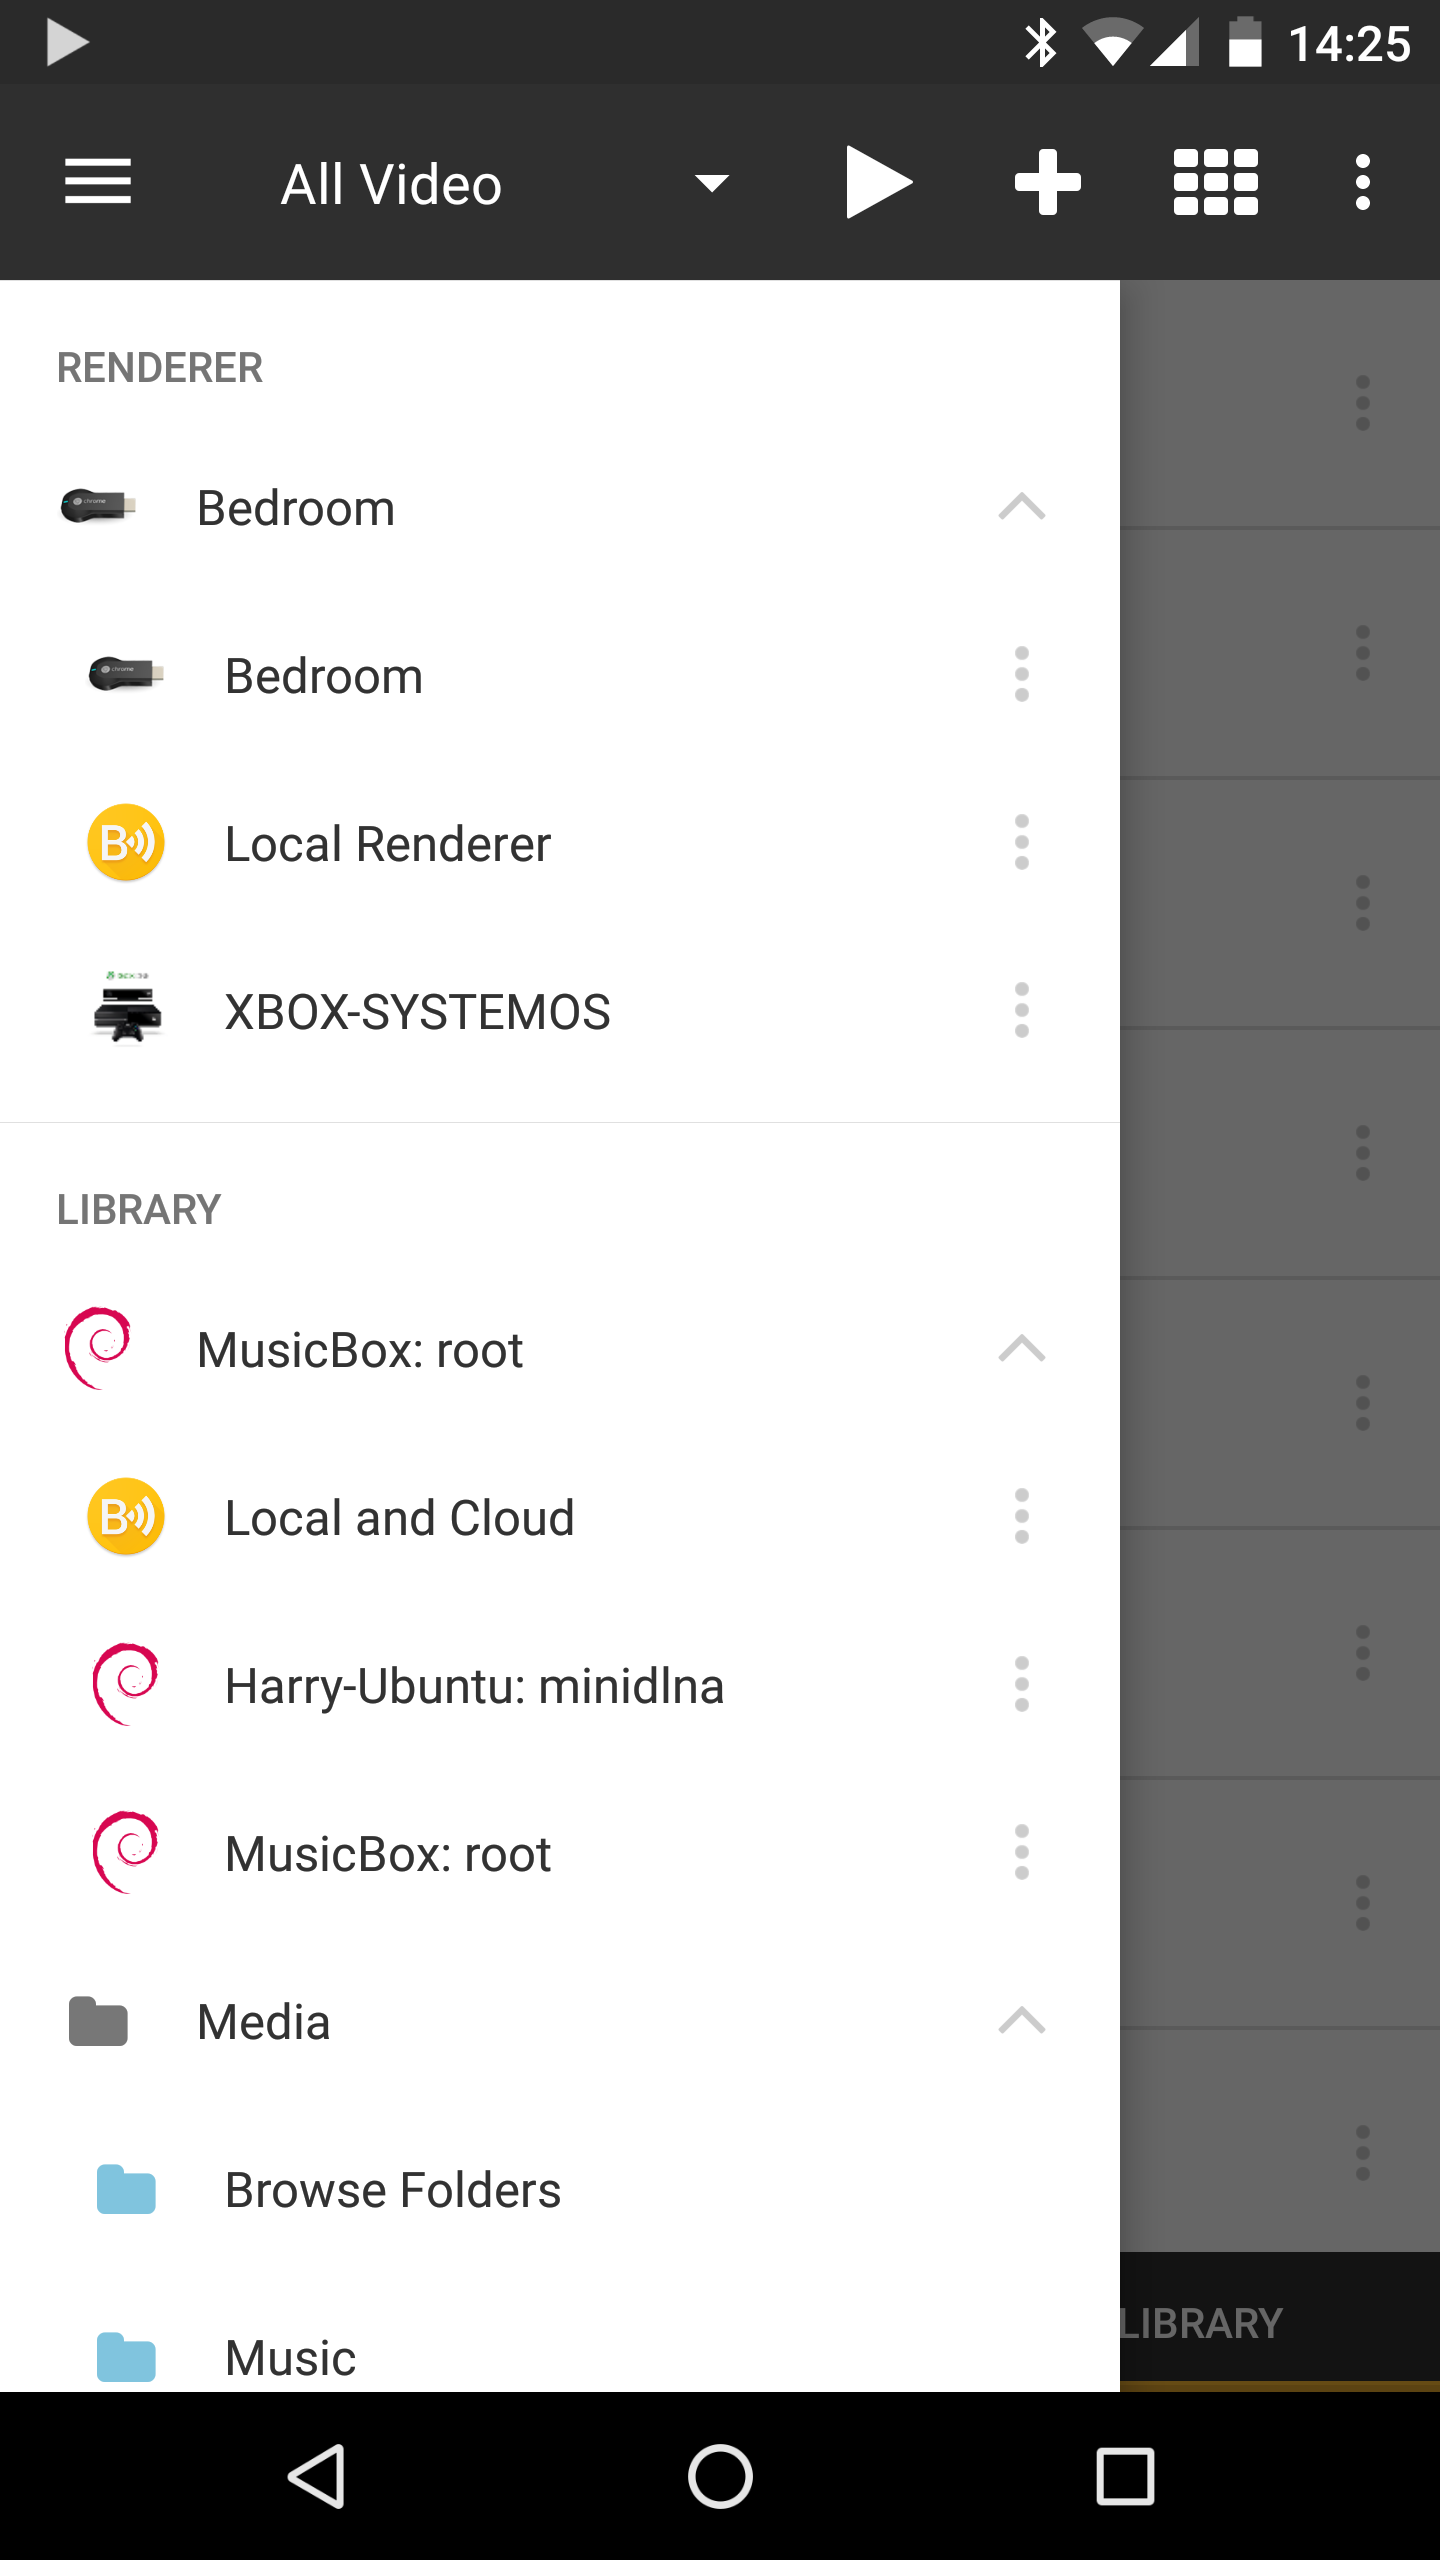 14:25
All Video
RENDERER
Bedroom
Bedroom
Local Renderer
XBOX-SYSTEMOS
LIBRARY
MusicBox: root
Local and Cloud
Harry-Ubuntu: minidlna
MusicBox: root
Media
Browse Folders
Music
LIBRARY